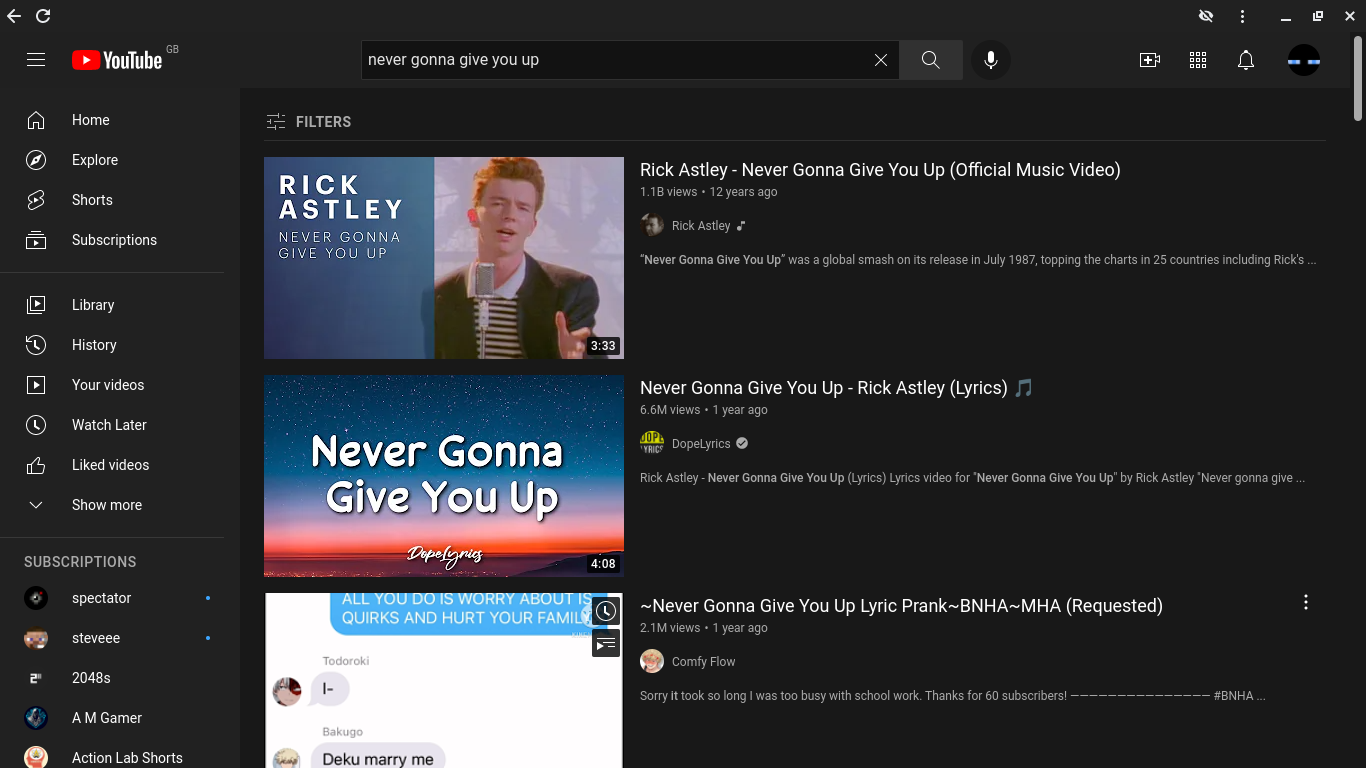 YouTube GB
never gonna give you up
Home
Explore
Shorts
Subscriptions
Library
History
Your videos
Watch Later
Liked videos
Show more
SUBSCRIPTIONS
spectator
steveee
2048s
A M Gamer
Action Lab Shorts
FILTERS
RICK
ASTLEY
NEVER GONNA
GIVE YOU UP
3:33
Rick Astley - Never Gonna Give You Up (Official Music Video)
1.1B views • 12 years ago
Rick Astley
“Never Gonna Give You Up” was a global smash on its release in July 1987, topping the charts in 25 countries including Rick's ...
Never Gonna
Give You Up
DopeLyrics
4:08
Never Gonna Give You Up - Rick Astley (Lyrics) 🎵
6.6M views • 1 year ago
DOPE
LYRICS
DopeLyrics
Rick Astley - Never Gonna Give You Up (Lyrics) Lyrics video for "Never Gonna Give You Up" by Rick Astley "Never gonna give ...
ALL YOU DO IS WORRY ABOUT IS
QUIRKS AND HURT YOUR FAMILY
Todoroki
I-
Bakugo
Deku marry me
~Never Gonna Give You Up Lyric Prank~BNHA~MHA (Requested)
2.1M views • 1 year ago
Comfy Flow
Sorry it took so long I was too busy with school work. Thanks for 60 subscribers! ——————————————— #BNHA ...